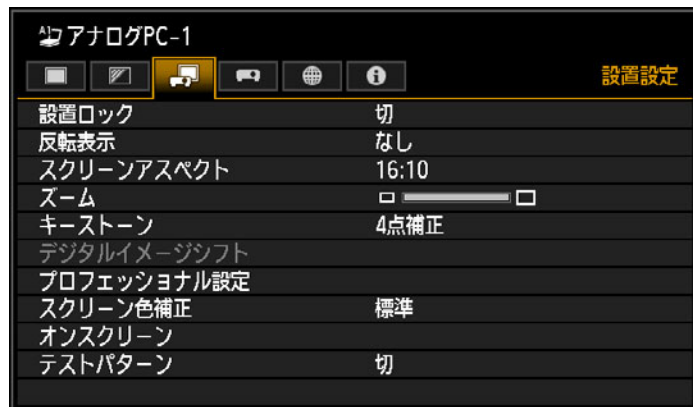 アナログPC-1
設置設定
設置ロック 切
反転表示 なし
スクリーンアスペクト 16:10
ズーム
キーストーン 4点補正
デジタルイメージシフト
プロフェッショナル設定
スクリーン色補正 標準
オンスクリーン
テストパターン 切